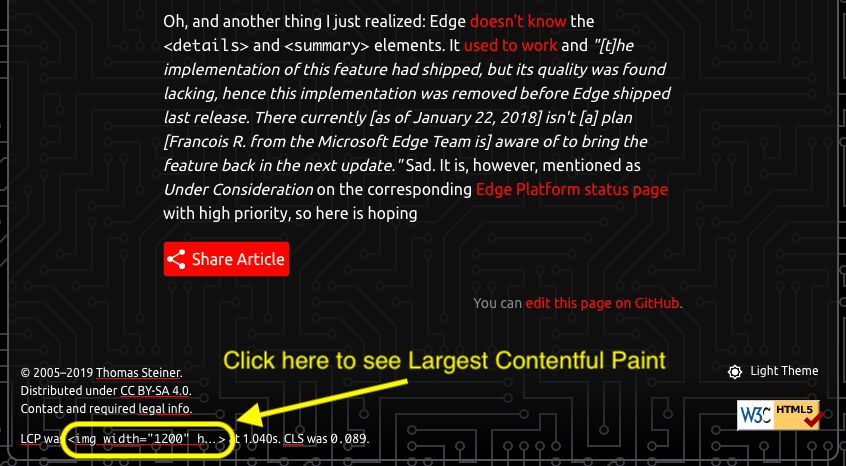 Oh, and another thing I just realized: Edge doesn't know the
<details> and <summary> elements. It used to work and "[t]he
implementation of this feature had shipped, but its quality was found
lacking, hence this implementation was removed before Edge shipped
last release. There currently [as of January 22, 2018] isn't [a] plan
[Francois R. from the Microsoft Edge Team is] aware of to bring the
feature back in the next update." Sad. It is, however, mentioned as
Under Consideration on the corresponding Edge Platform status page
with high priority, so here is hoping
Share Article
You can edit this page on GitHub.
Click here to see Largest Contentful Paint
© 2005–2019 Thomas Steiner.
Light Theme
Distributed under CC BY-SA 4.0.
Contact and required legal info.
W3C HTML5
LCP was <img width="1200" h…> at 1.040s. CLS was 0.089.